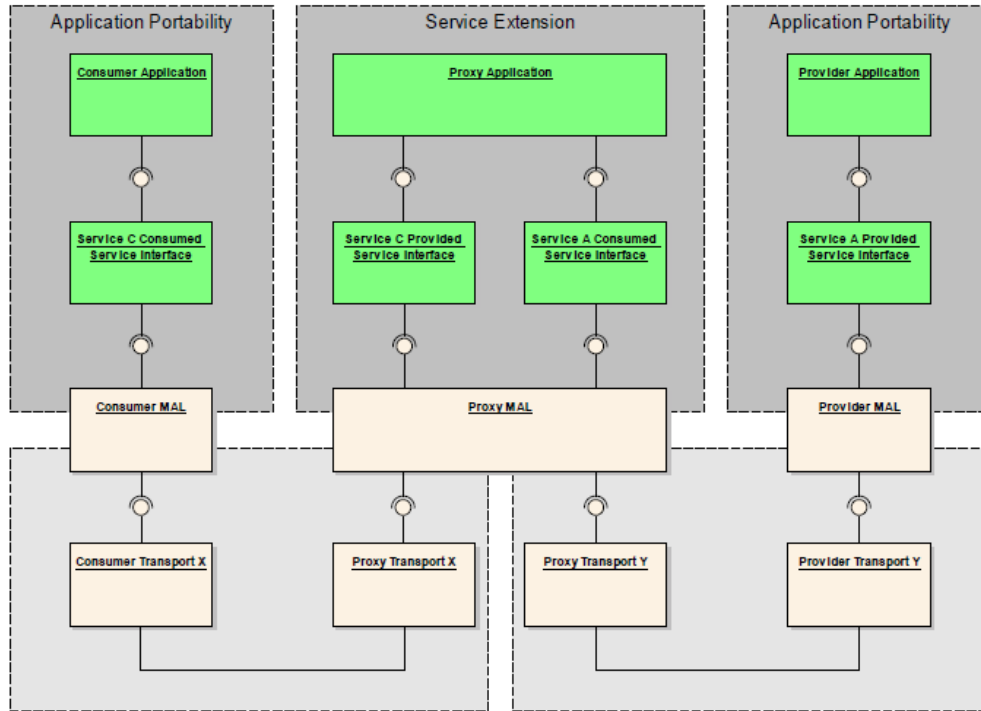 Application Portability
Service Extension
Application Portability
Consumer Application
Proxy Application
Provider Application
Service C Consumed
Service Interface
Service C Provided
Service Interface
Service A Consumed
Service Interface
Service A Provided
Service Interface
Consumer MAL
Proxy MAL
Provider MAL
Consumer Transport X
Proxy Transport X
Proxy Transport Y
Provider Transport Y